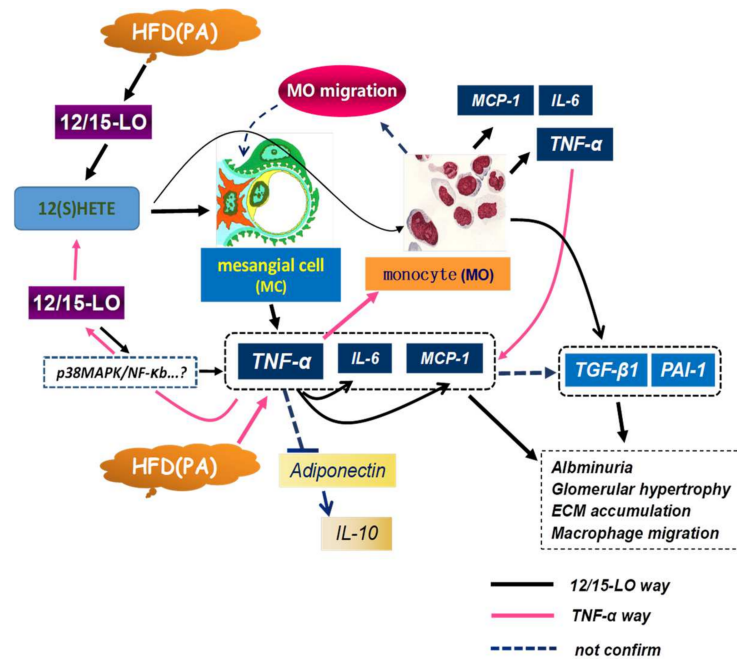 HFD(PA)
MO migration
MCP-1
IL-6
12/15-LO
TNF-α
12(S)HETE
mesangial cell
(MC)
monocyte (MO)
12/15-LO
TNF-α
IL-6
MCP-1
TGF-β1
PAI-1
p38MAPK/NF-κb...?
HFD(PA)
Adiponectin
IL-10
Albminuria
Glomerular hypertrophy
ECM accumulation
Macrophage migration
12/15-LO way
TNF-α way
not confirm